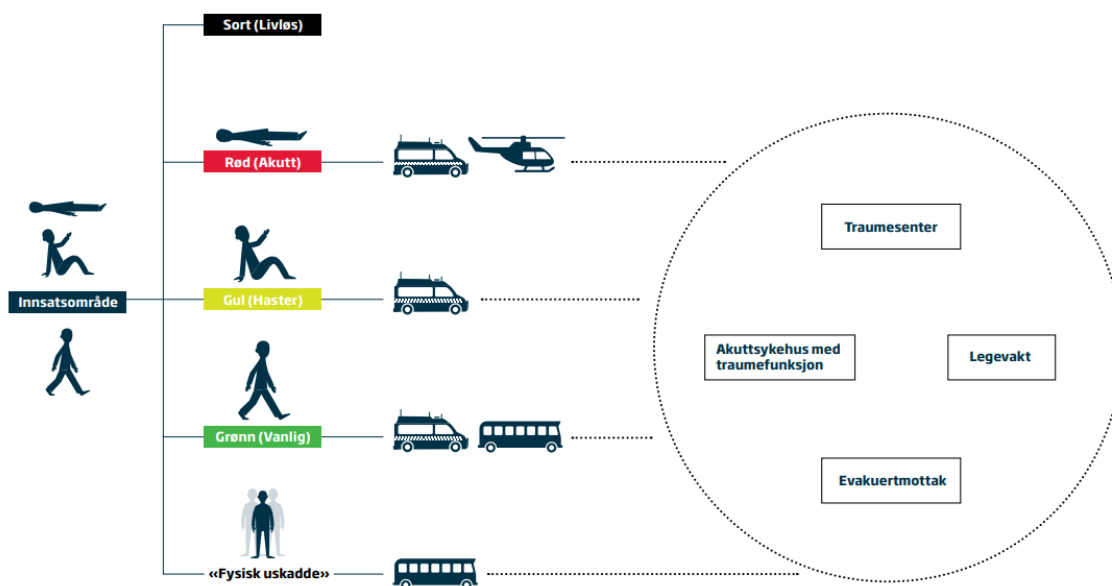 Sort (Livløs)
Rød (Akutt)
Traumesenter
Innsatsområde
Gul (Haster)
Akuttsykehus med
traumefunksjon
Legevakt
Grønn (Vanlig)
Evakuertmottak
«Fysisk uskadde»